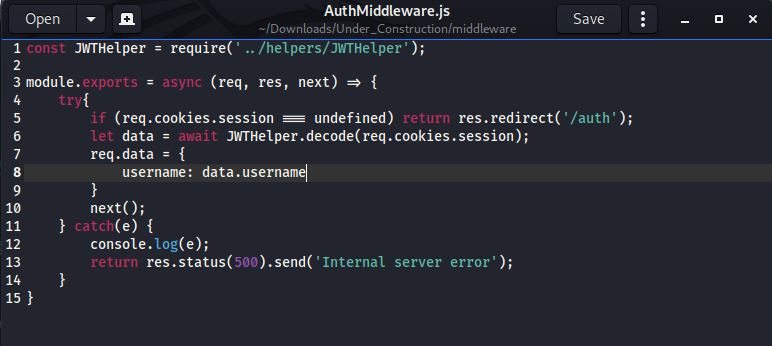 Open
AuthMiddleware.js
~/Downloads/Under_Construction/middleware
Save
1 const JWTHelper = require('../helpers/JWTHelper');
2
3 module.exports = async (req, res, next) => {
4     try{
5         if (req.cookies.session === undefined) return res.redirect('/auth');
6         let data = await JWTHelper.decode(req.cookies.session);
7         req.data = {
8             username: data.username
9         }
10         next();
11     } catch(e) {
12         console.log(e);
13         return res.status(500).send('Internal server error');
14     }
15 }